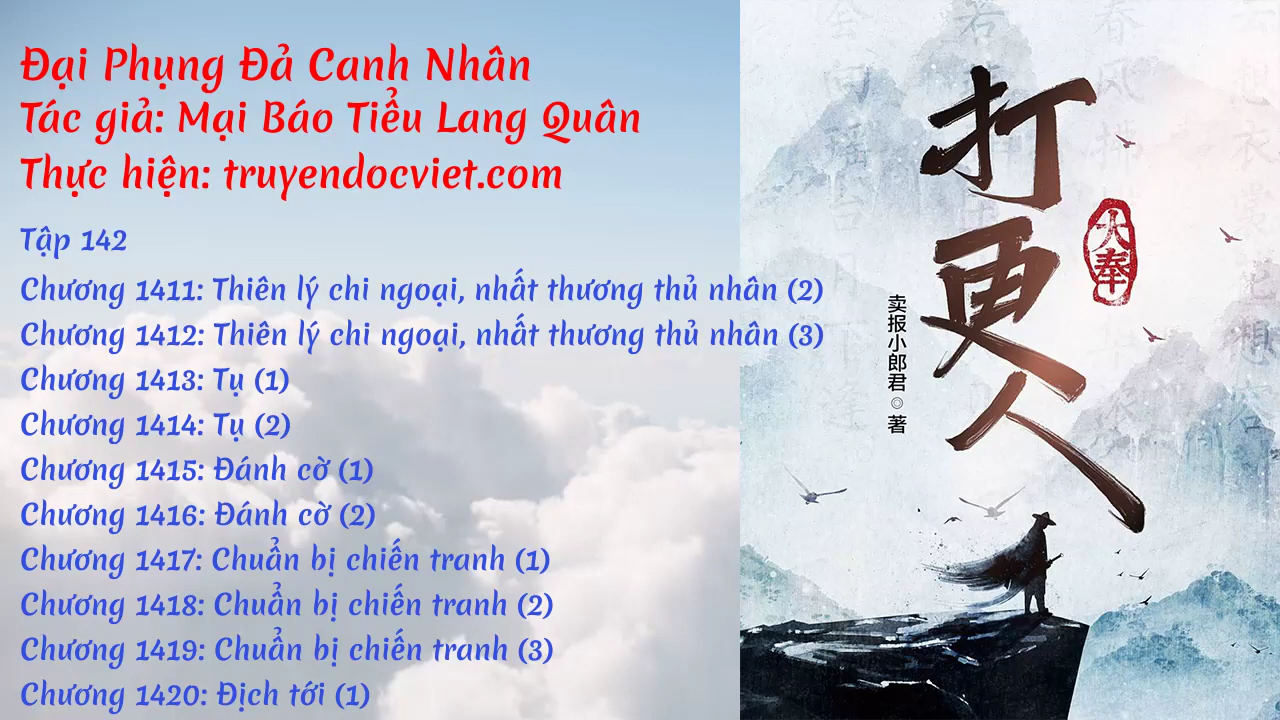 Đại Phụng Đả Canh Nhân
Tác giả: Mại Báo Tiểu Lang Quân
Thực hiện: truyendocviet.com
Tập 142
Chương 1411: Thiên lý chi ngoại, nhất thương thủ nhân (2)
Chương 1412: Thiên lý chi ngoại, nhất thương thủ nhân (3)
Chương 1413: Tụ (1)
Chương 1414: Tụ (2)
Chương 1415: Đánh cờ (1)
Chương 1416: Đánh cờ (2)
Chương 1417: Chuẩn bị chiến tranh (1)
Chương 1418: Chuẩn bị chiến tranh (2)
Chương 1419: Chuẩn bị chiến tranh (3)
Chương 1420: Địch tới (1)
打更人
大奉
卖报小郎君◎著